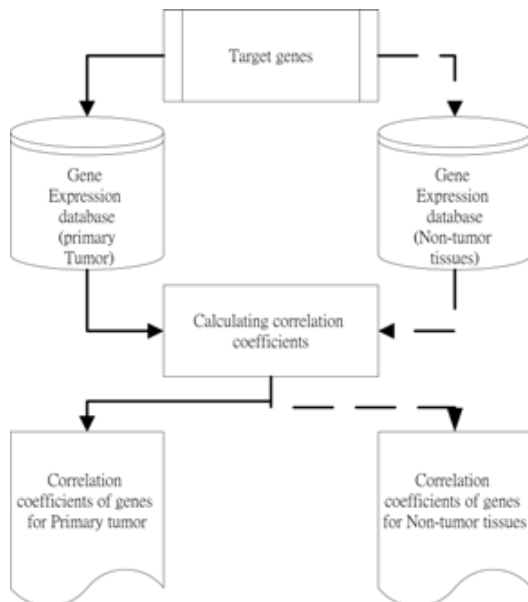 Target genes
Gene
Expression
database
(primary
Tumor)
Gene
Expression
database
(Non-tumor
tissues)
Calculating correlation
coefficients
Correlation
coefficients of genes
for Primary tumor
Correlation
coefficients of genes
for Non-tumor tissues